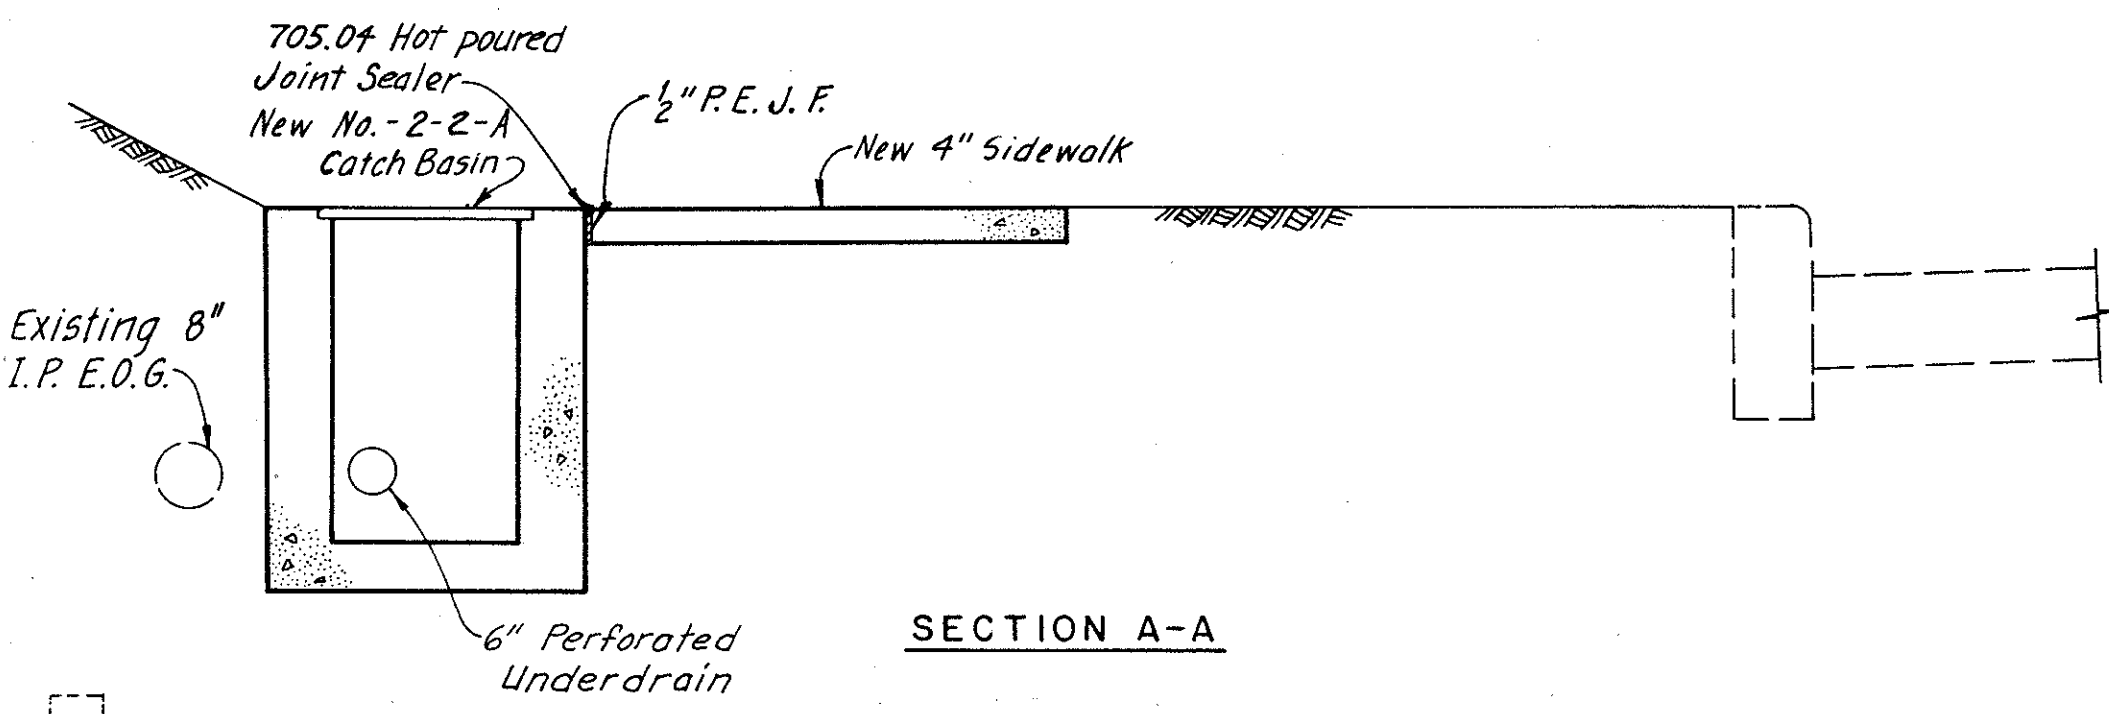 705.04 Hot poured
Joint Sealer
New No.-2-2-A
Catch Basin
1/2" P.E.J.F.
New 4" Sidewalk
Existing 8"
I.P. E.O.G.
6" Perforated
Underdrain
SECTION A-A